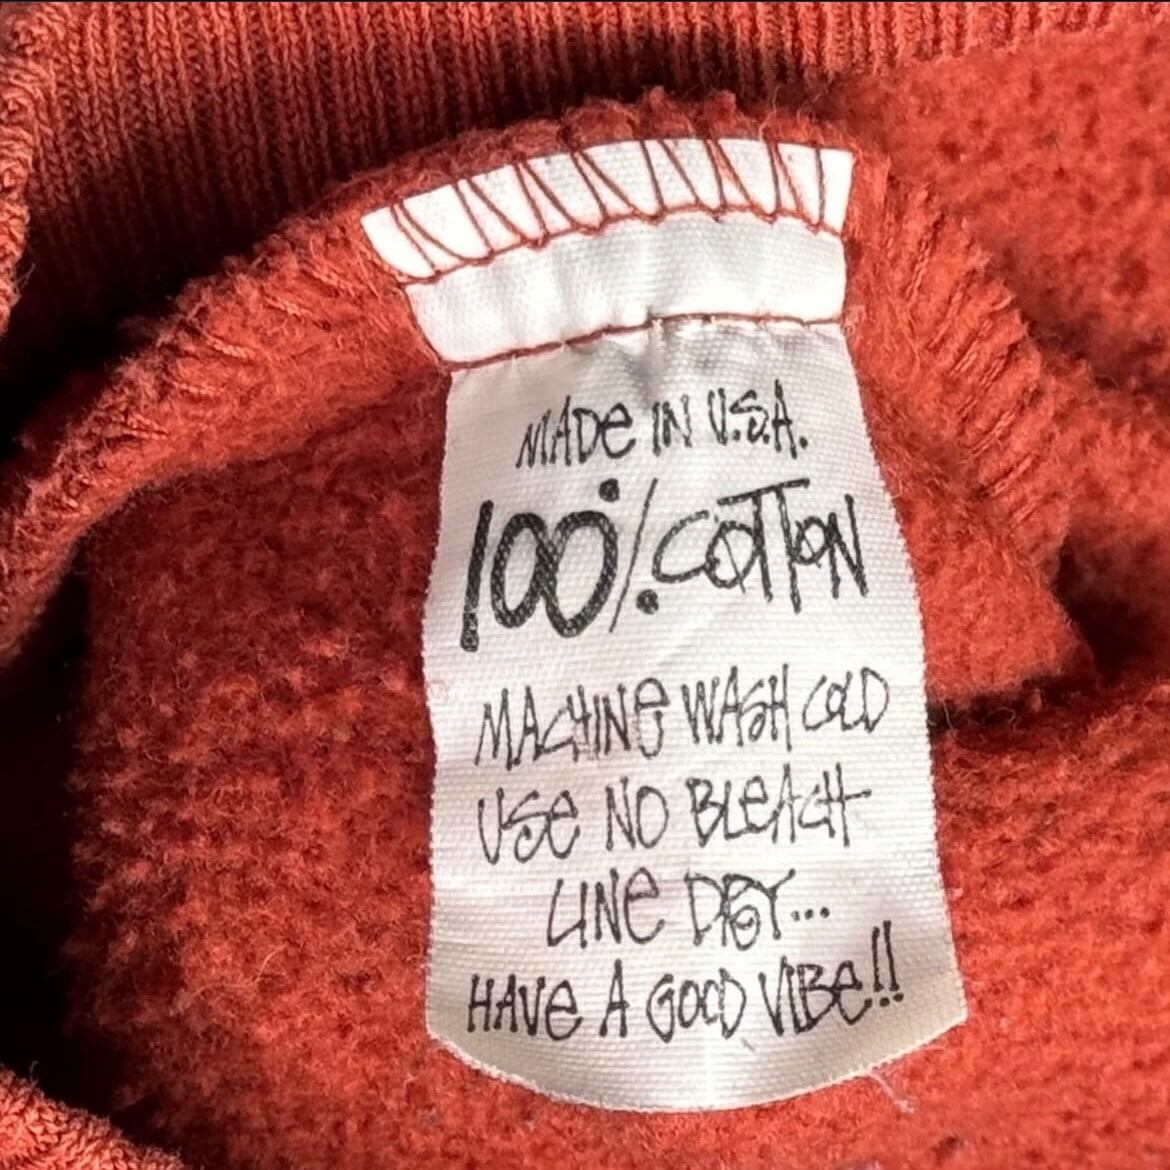 MADe IN U.S.A.
100% COTTON
MACHINe WASH COLD
USe NO BLeACH
LINe DRY...
HAVe A GOOD VIBe!!